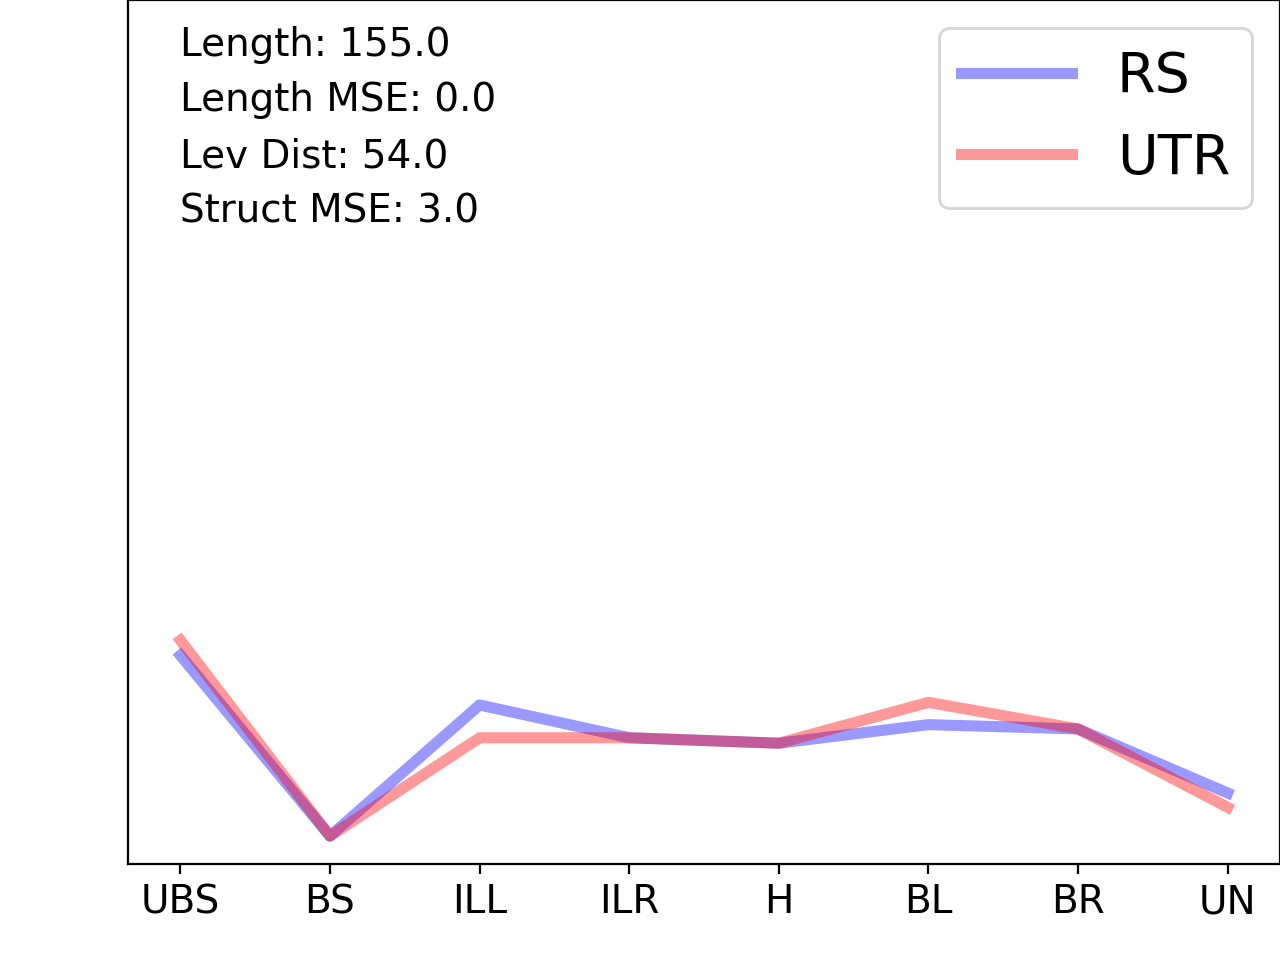 Length: 155.0
Length MSE: 0.0
Lev Dist: 54.0
Struct MSE: 3.0
RS
UTR
UBS BS ILL ILR H BL BR UN